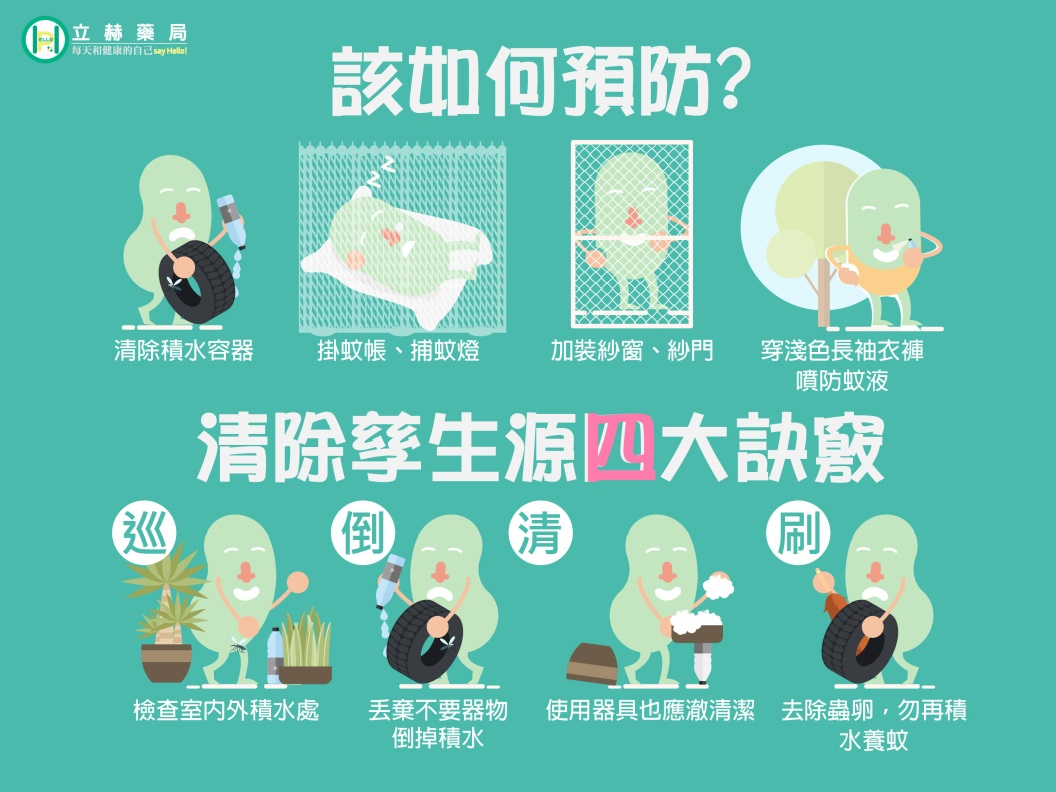 立赫藥局
HELLO
每天和健康的自己say Hello!
該如何預防?
清除積水容器
掛蚊帳、捕蚊燈
加裝紗窗、紗門
穿淺色長袖衣褲
噴防蚊液
清除孳生源四大訣竅
巡
倒
清
刷
檢查室內外積水處
丟棄不要器物
倒掉積水
使用器具也應澈清潔
去除蟲卵,勿再積
水養蚊